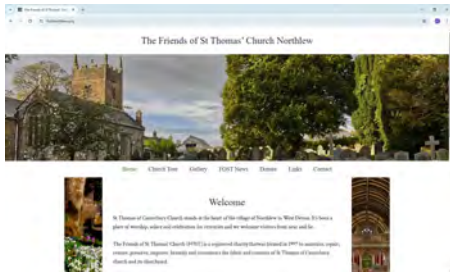 The Friends of St Thomas' Church Northlew
Home Church Tour Gallery FOST News Donate Links Contact
Welcome
St Thomas of Canterbury Church stands at the heart of the village of Northlew in West Devon. It's been a
place of worship, solace and celebration for centuries and we welcome visitors from near and far.
The Friends of St Thomas' Church (FOST) is a registered charity formed in 1997 to maintain, repair,
restore, preserve, improve, beautify and reconstruct the fabric and contents of St Thomas of Canterbury
church and its churchyard.